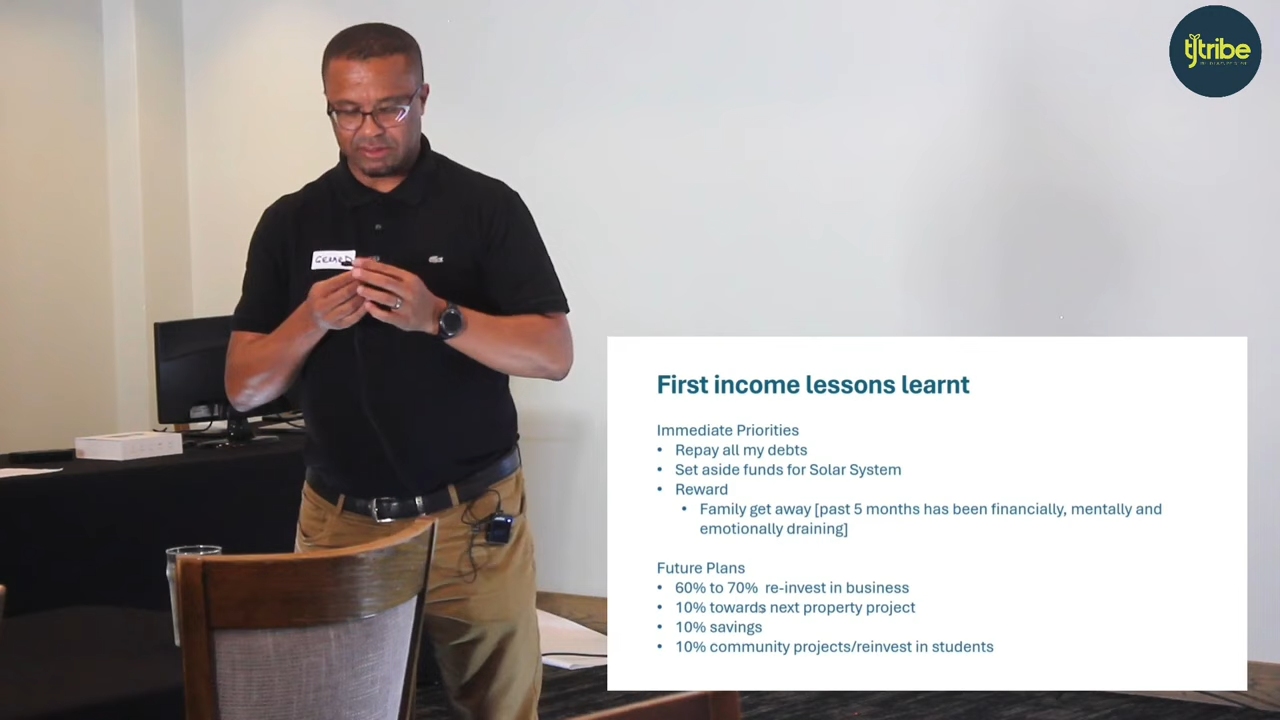 tjtribe
GERARD
First income lessons learnt
Immediate Priorities
• Repay all my debts
• Set aside funds for Solar System
• Reward
• Family get away [past 5 months has been financially, mentally and
emotionally draining]
Future Plans
• 60% to 70% re-invest in business
• 10% towards next property project
• 10% savings
• 10% community projects/reinvest in students